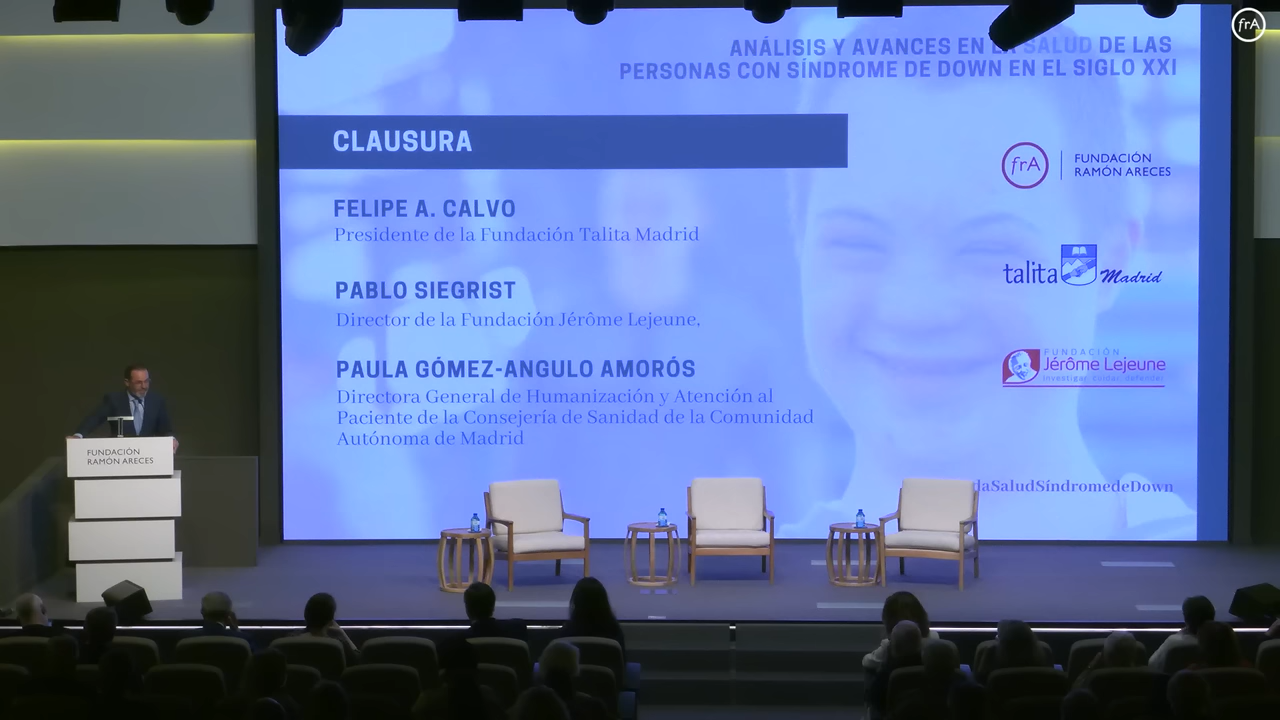 frA
ANÁLISIS Y AVANCES EN LA SALUD DE LAS
PERSONAS CON SÍNDROME DE DOWN EN EL SIGLO XXI
CLAUSURA
FELIPE A. CALVO
Presidente de la Fundación Talita Madrid
PABLO SIEGRIST
Director de la Fundación Jérôme Lejeune,
PAULA GÓMEZ-ANGULO AMORÓS
Directora General de Humanización y Atención al
Paciente de la Consejería de Sanidad de la Comunidad
Autónoma de Madrid
frA FUNDACIÓN
RAMÓN ARECES
talita Madrid
FUNDACIÓN
Jérôme Lejeune
Investigar, cuidar, defender
daSaludSíndromedeDown
FUNDACIÓN
RAMÓN ARECES